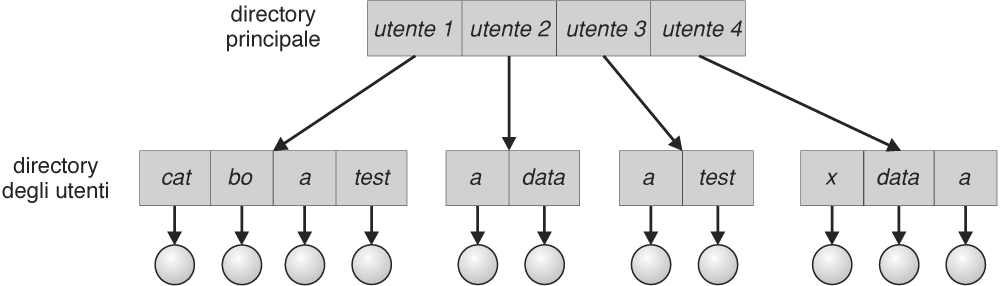 directory
principale
utente 1 utente 2 utente 3 utente 4
directory
degli utenti
cat bo a test a data a test x data a